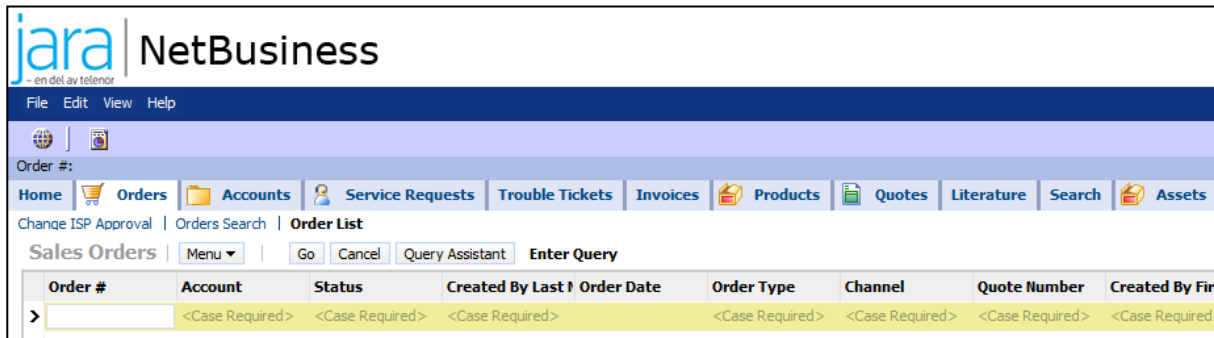 jara NetBusiness
– en del av telenor
File Edit View Help
Order #:
Home Orders Accounts Service Requests Trouble Tickets Invoices Products Quotes Literature Search Assets
Change ISP Approval | Orders Search | Order List
Sales Orders | Menu ▼ | Go Cancel Query Assistant Enter Query
Order # Account Status Created By Last N Order Date Order Type Channel Quote Number Created By Fir
<Case Required> <Case Required> <Case Required> <Case Required> <Case Required> <Case Required> <Case Required